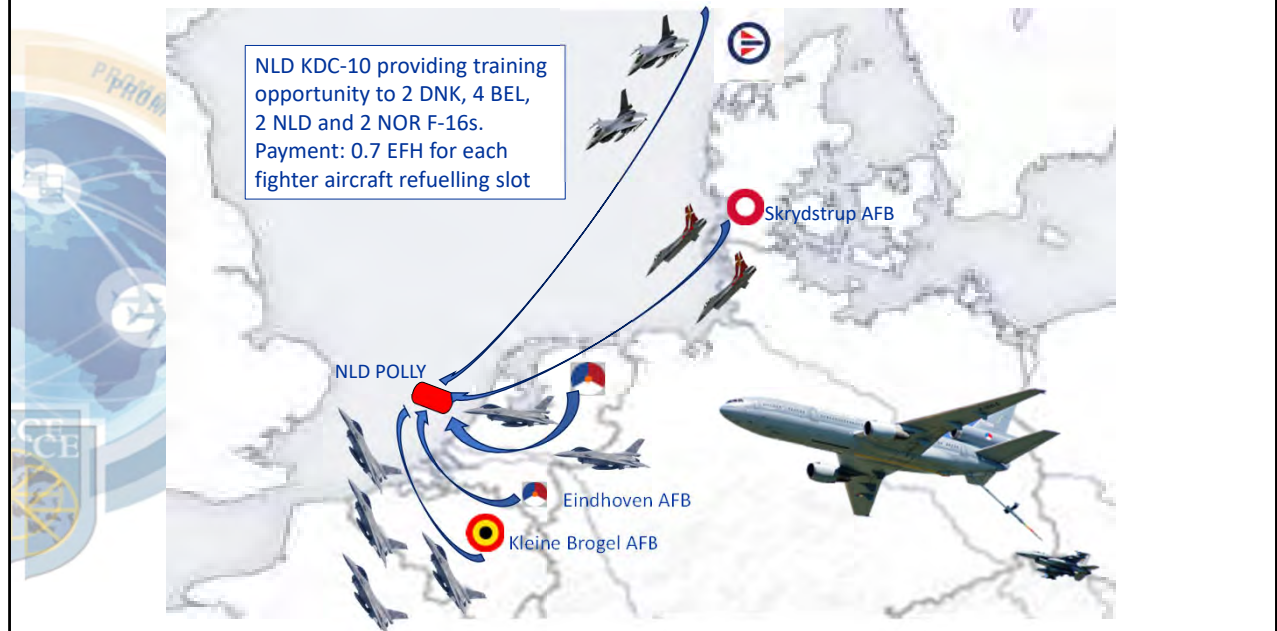 NLD KDC-10 providing training
opportunity to 2 DNK, 4 BEL,
2 NLD and 2 NOR F-16s.
Payment: 0.7 EFH for each
fighter aircraft refuelling slot
Skrydstrup AFB
NLD POLLY
Eindhoven AFB
Kleine Brogel AFB